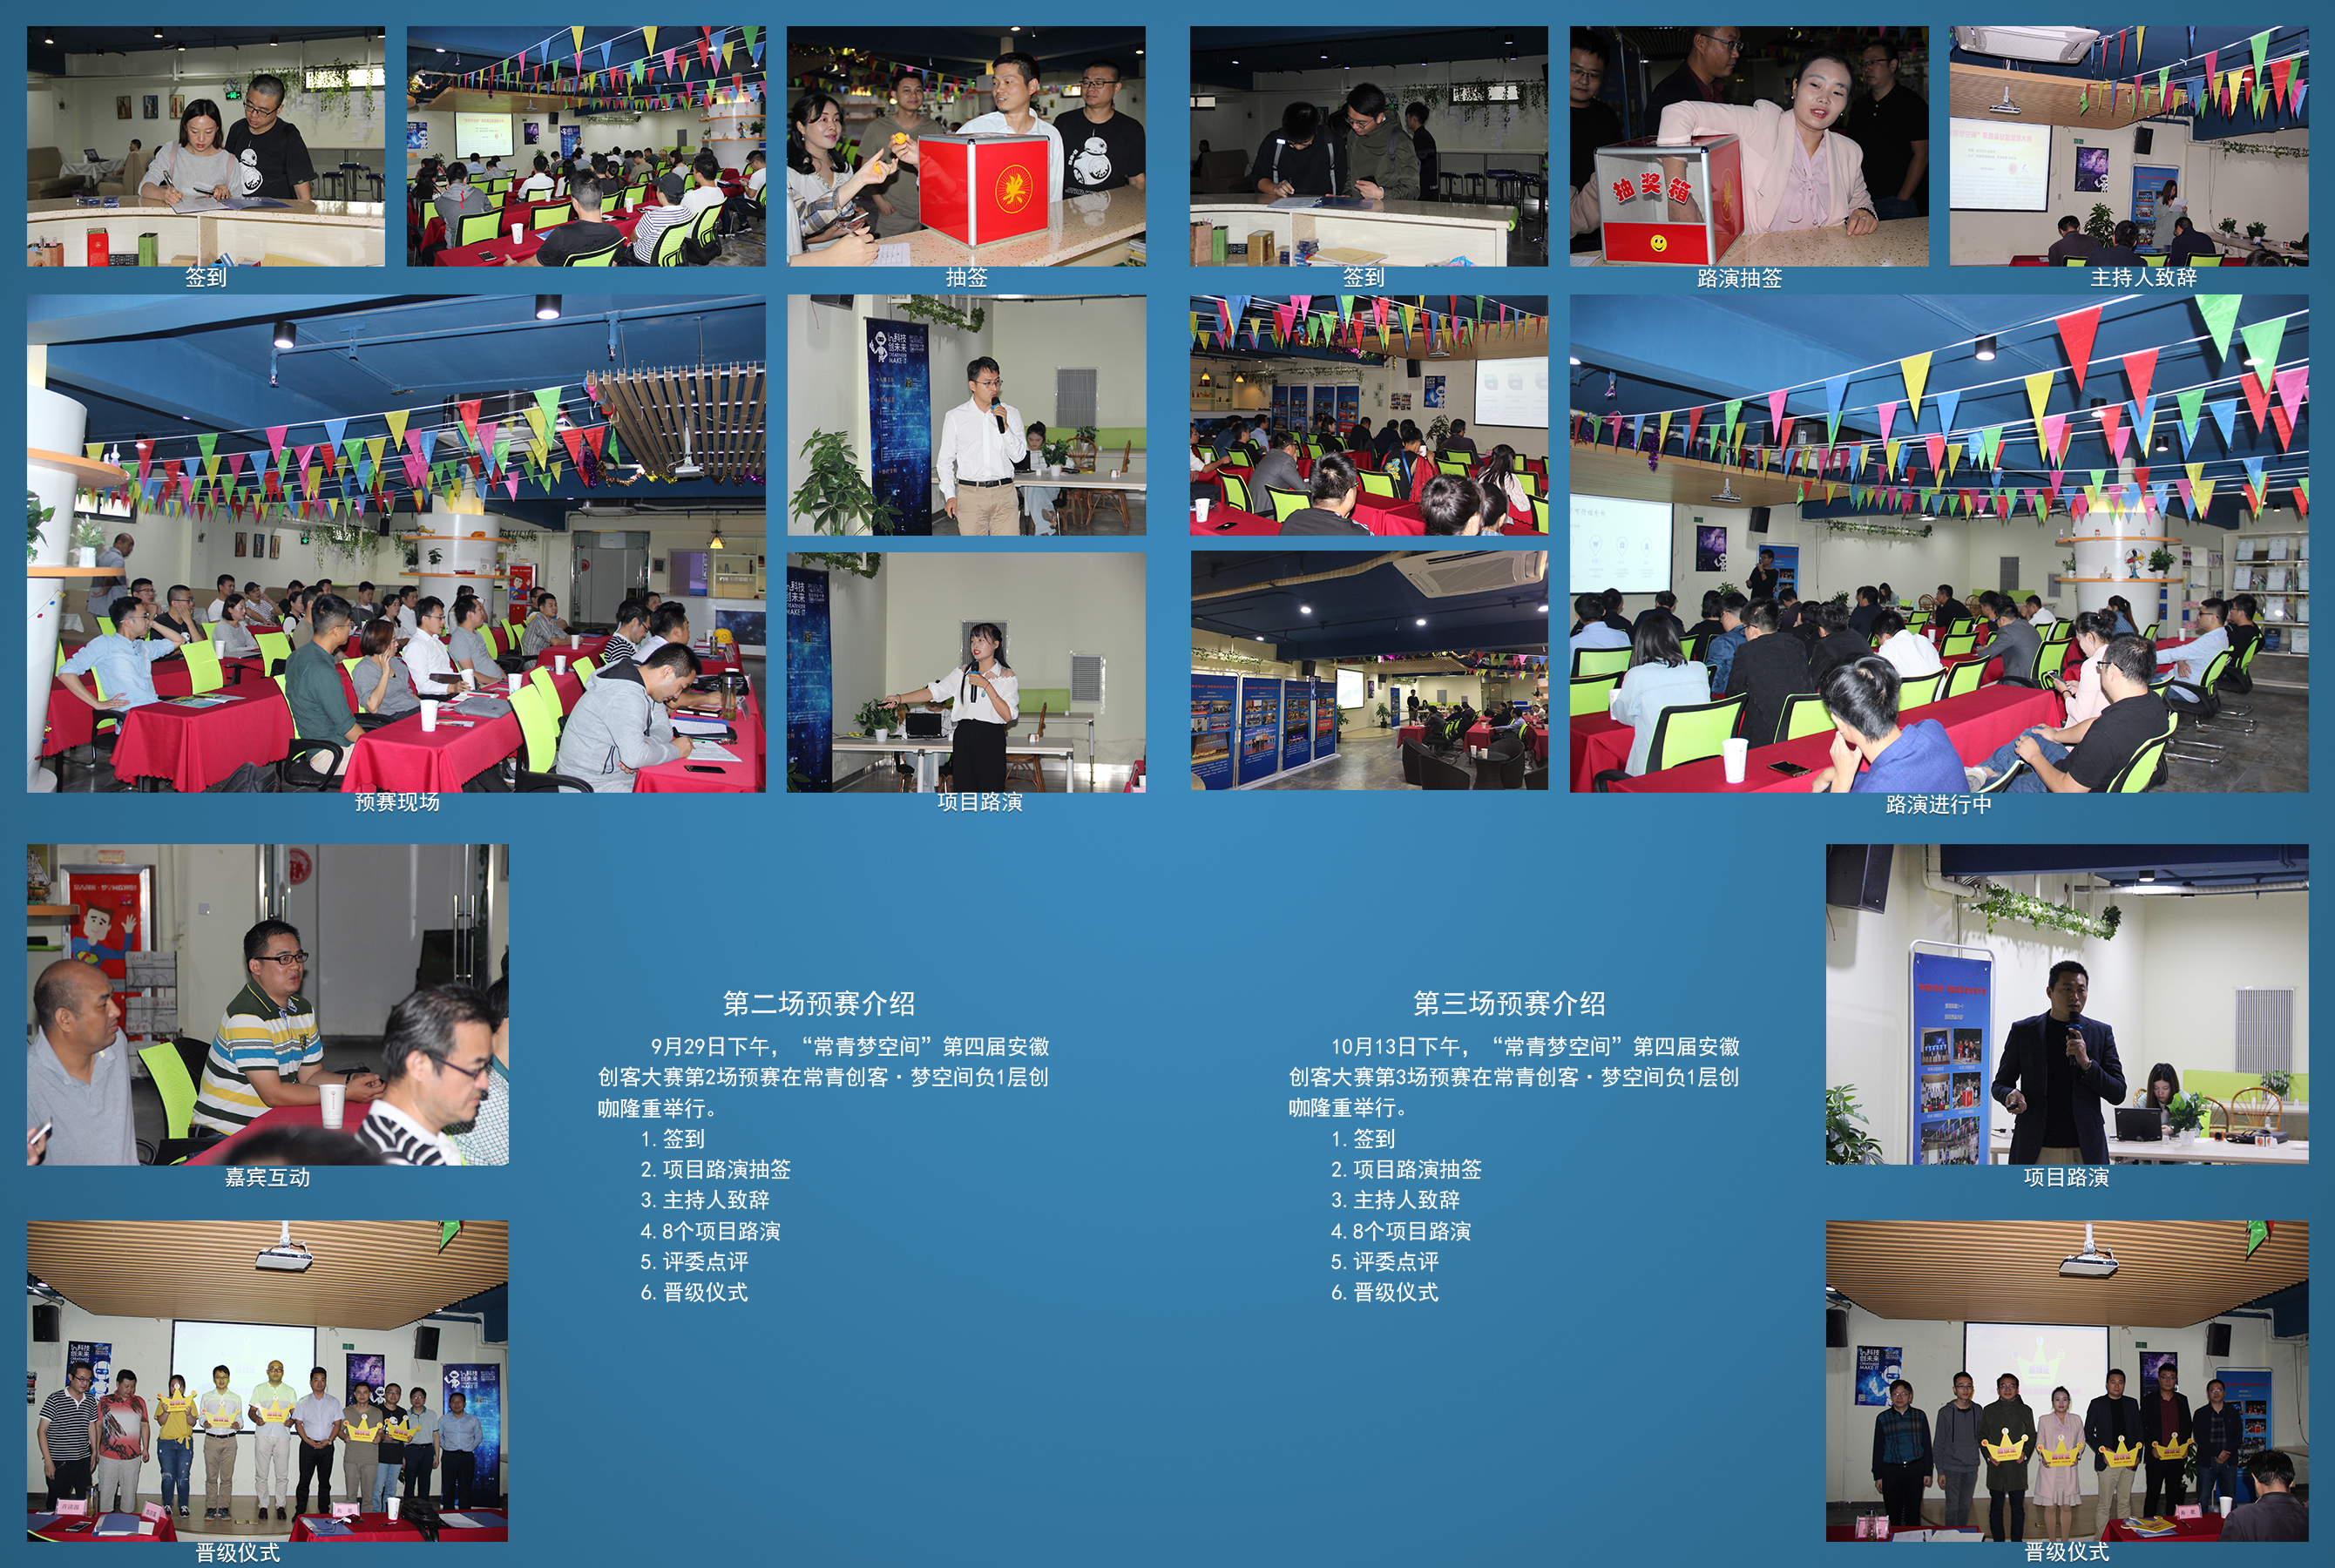 签到
抽签
签到
抽奖箱
奖
路演抽签
主持人致辞
in科技
创未来
CREATHCER
MAKE IT
预赛现场
项目路演
路演进行中
嘉宾互动
第二场预赛介绍
9月29日下午，“常青梦空间”第四届安徽
创客大赛第2场预赛在常青创客·梦空间负1层创
咖隆重举行。
1. 签到
2. 项目路演抽签
3. 主持人致辞
4. 8个项目路演
5. 评委点评
6. 晋级仪式
第三场预赛介绍
10月13日下午，“常青梦空间”第四届安徽
创客大赛第3场预赛在常青创客·梦空间负1层创
咖隆重举行。
1. 签到
2. 项目路演抽签
3. 主持人致辞
4. 8个项目路演
5. 评委点评
6. 晋级仪式
项目路演
晋级仪式
晋级仪式